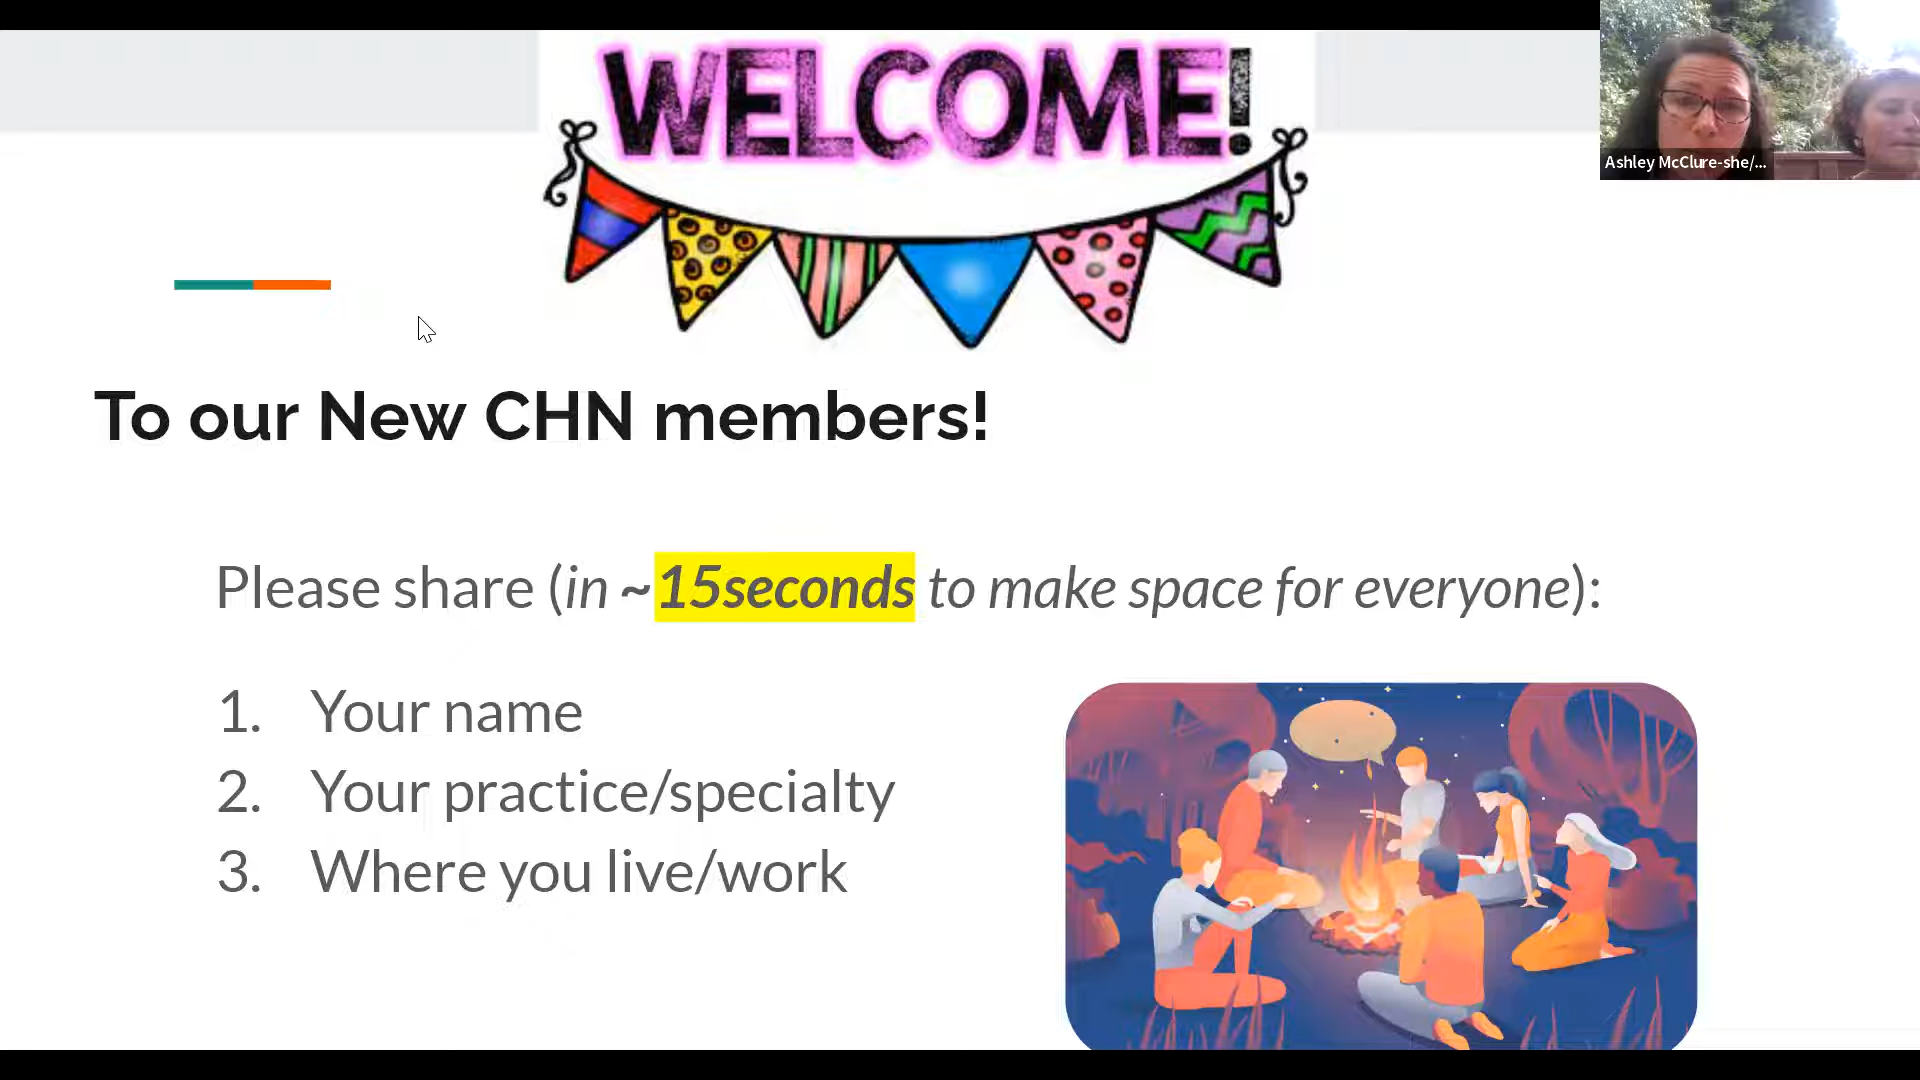 WELCOME!
Ashley McClure-she/...
To our New CHN members!
Please share (in ~15seconds to make space for everyone):
1. Your name
2. Your practice/specialty
3. Where you live/work